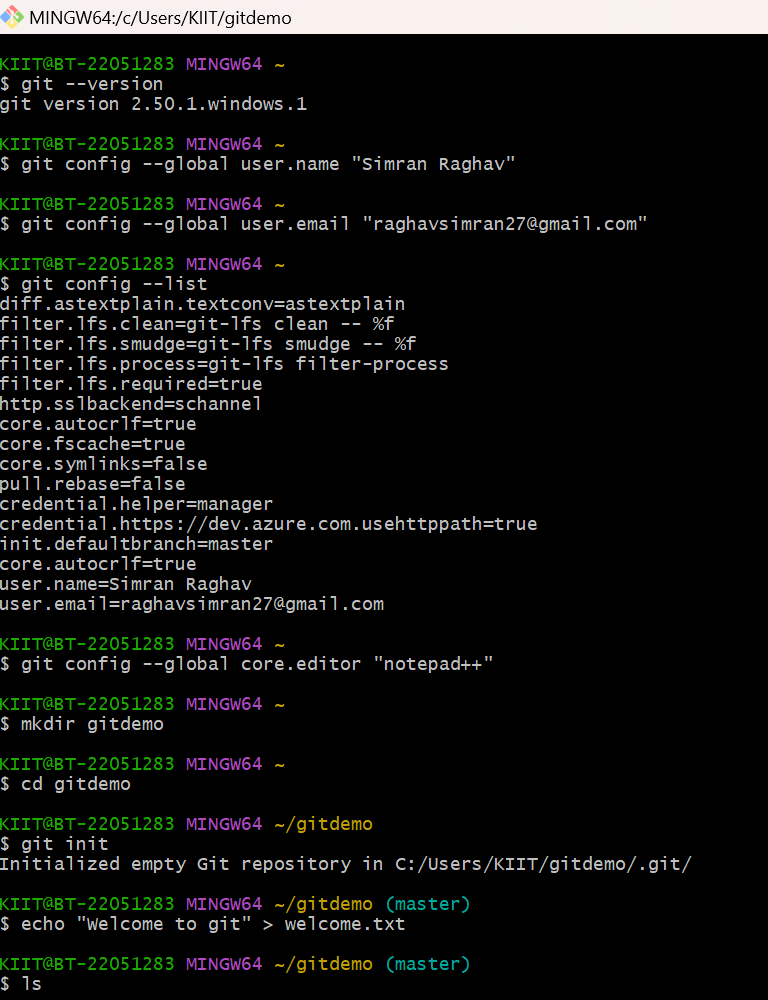 MINGW64:/c/Users/KIIT/gitdemo
KIIT@BT-22051283 MINGW64 ~
$ git --version
git version 2.50.1.windows.1
KIIT@BT-22051283 MINGW64 ~
$ git config --global user.name "Simran Raghav"
KIIT@BT-22051283 MINGW64 ~
$ git config --global user.email "raghavsimran27@gmail.com"
KIIT@BT-22051283 MINGW64 ~
$ git config --list
diff.astextplain.textconv=astextplain
filter.lfs.clean=git-lfs clean -- %f
filter.lfs.smudge=git-lfs smudge -- %f
filter.lfs.process=git-lfs filter-process
filter.lfs.required=true
http.sslbackend=schannel
core.autocrlf=true
core.fscache=true
core.symlinks=false
pull.rebase=false
credential.helper=manager
credential.https://dev.azure.com.usehttppath=true
init.defaultbranch=master
core.autocrlf=true
user.name=Simran Raghav
user.email=raghavsimran27@gmail.com
KIIT@BT-22051283 MINGW64 ~
$ git config --global core.editor "notepad++"
KIIT@BT-22051283 MINGW64 ~
$ mkdir gitdemo
KIIT@BT-22051283 MINGW64 ~
$ cd gitdemo
KIIT@BT-22051283 MINGW64 ~/gitdemo
$ git init
Initialized empty Git repository in C:/Users/KIIT/gitdemo/.git/
KIIT@BT-22051283 MINGW64 ~/gitdemo (master)
$ echo "Welcome to git" > welcome.txt
KIIT@BT-22051283 MINGW64 ~/gitdemo (master)
$ ls